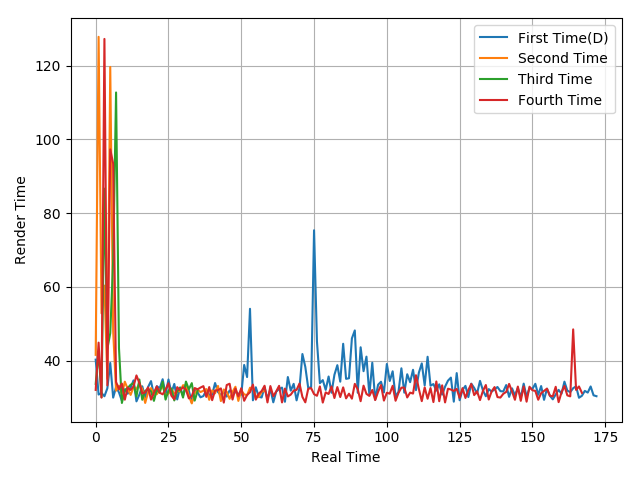 First Time(D)
Second Time
Third Time
Fourth Time
120
100
80
60
40
Render Time
0
25
50
75
100
125
150
175
Real Time